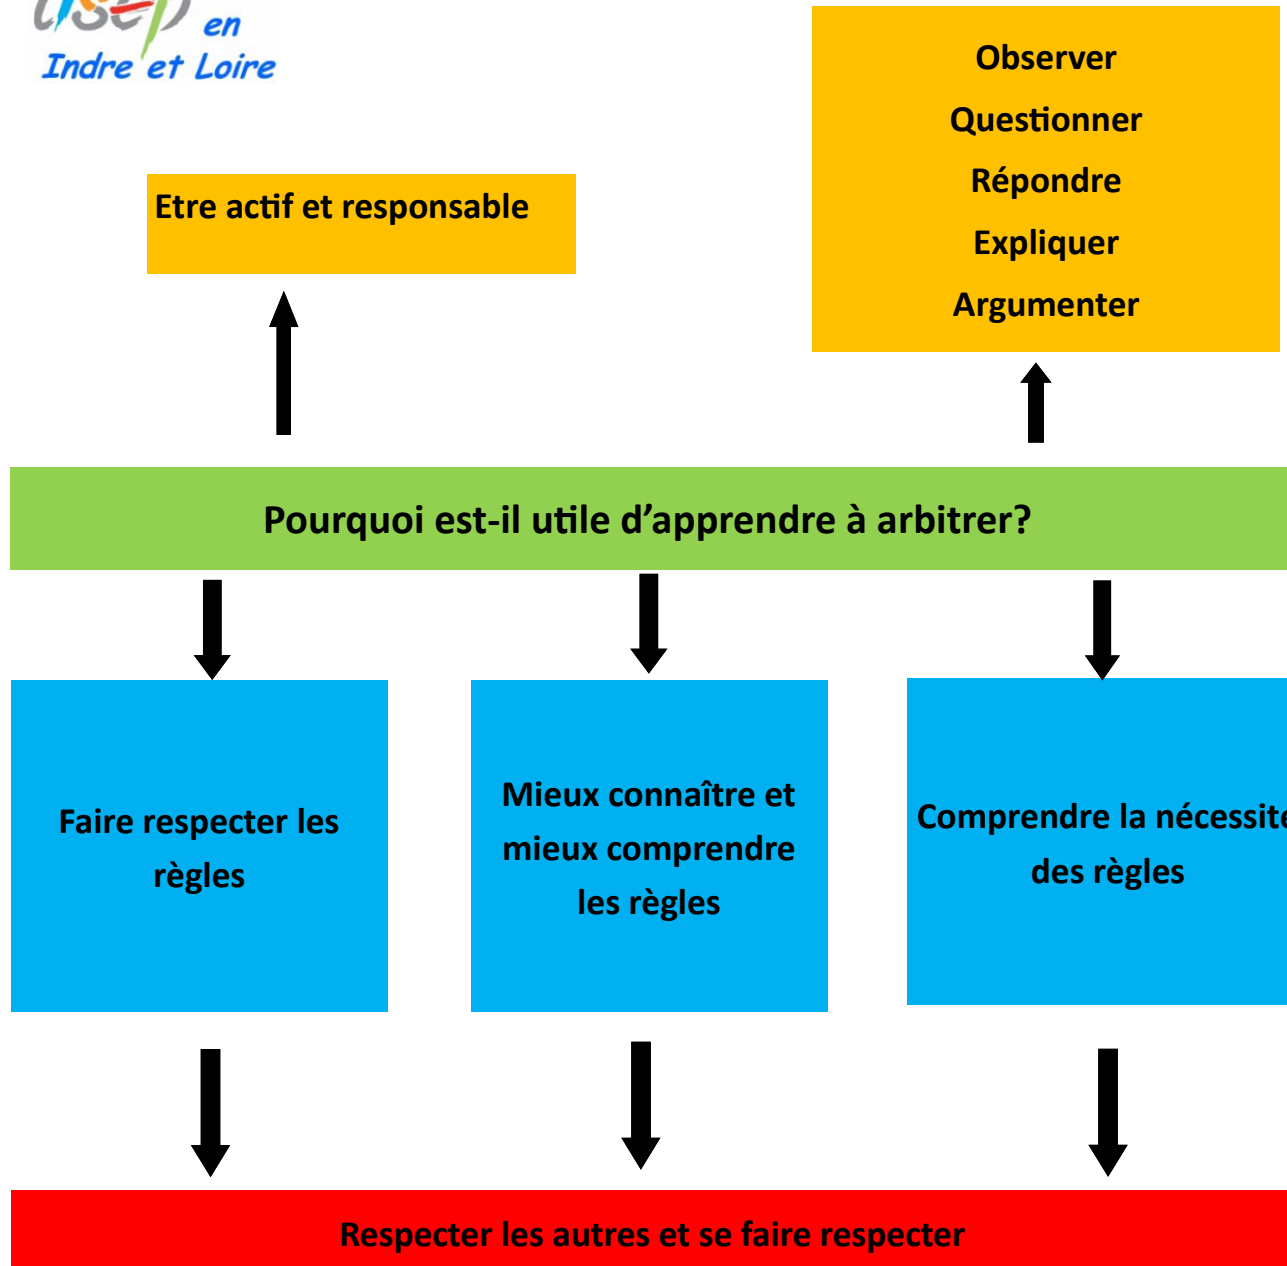 usep en
Indre et Loire
Observer
Questionner
Répondre
Expliquer
Argumenter
Etre actif et responsable
Pourquoi est-il utile d’apprendre à arbitrer?
Faire respecter les
règles
Mieux connaître et
mieux comprendre
les règles
Comprendre la nécessité
des règles
Respecter les autres et se faire respecter